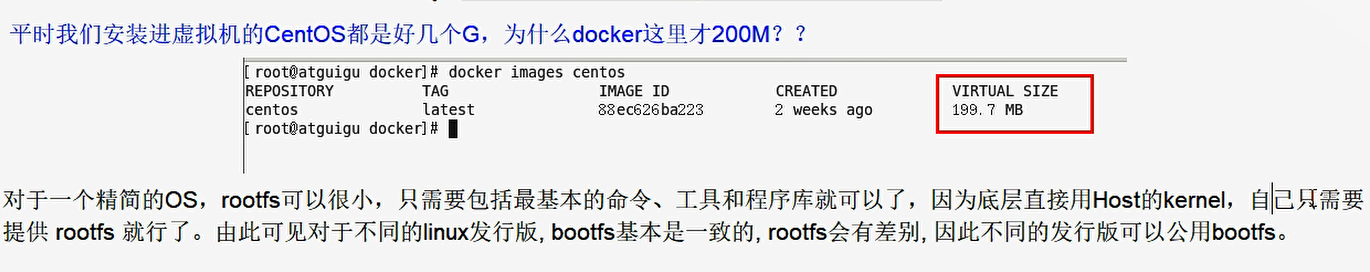 平时我们安装进虚拟机的CentOS都是好几个G，为什么docker这里才200M？？
[root@atguigu docker]# docker images centos
REPOSITORY TAG IMAGE ID CREATED VIRTUAL SIZE
centos latest 88ec626ba223 2 weeks ago 199.7 MB
[root@atguigu docker]#
对于一个精简的OS，rootfs可以很小，只需要包括最基本的命令、工具和程序库就可以了，因为底层直接用Host的kernel，自己只需要
提供 rootfs 就行了。由此可见对于不同的linux发行版, bootfs基本是一致的, rootfs会有差别, 因此不同的发行版可以公用bootfs。